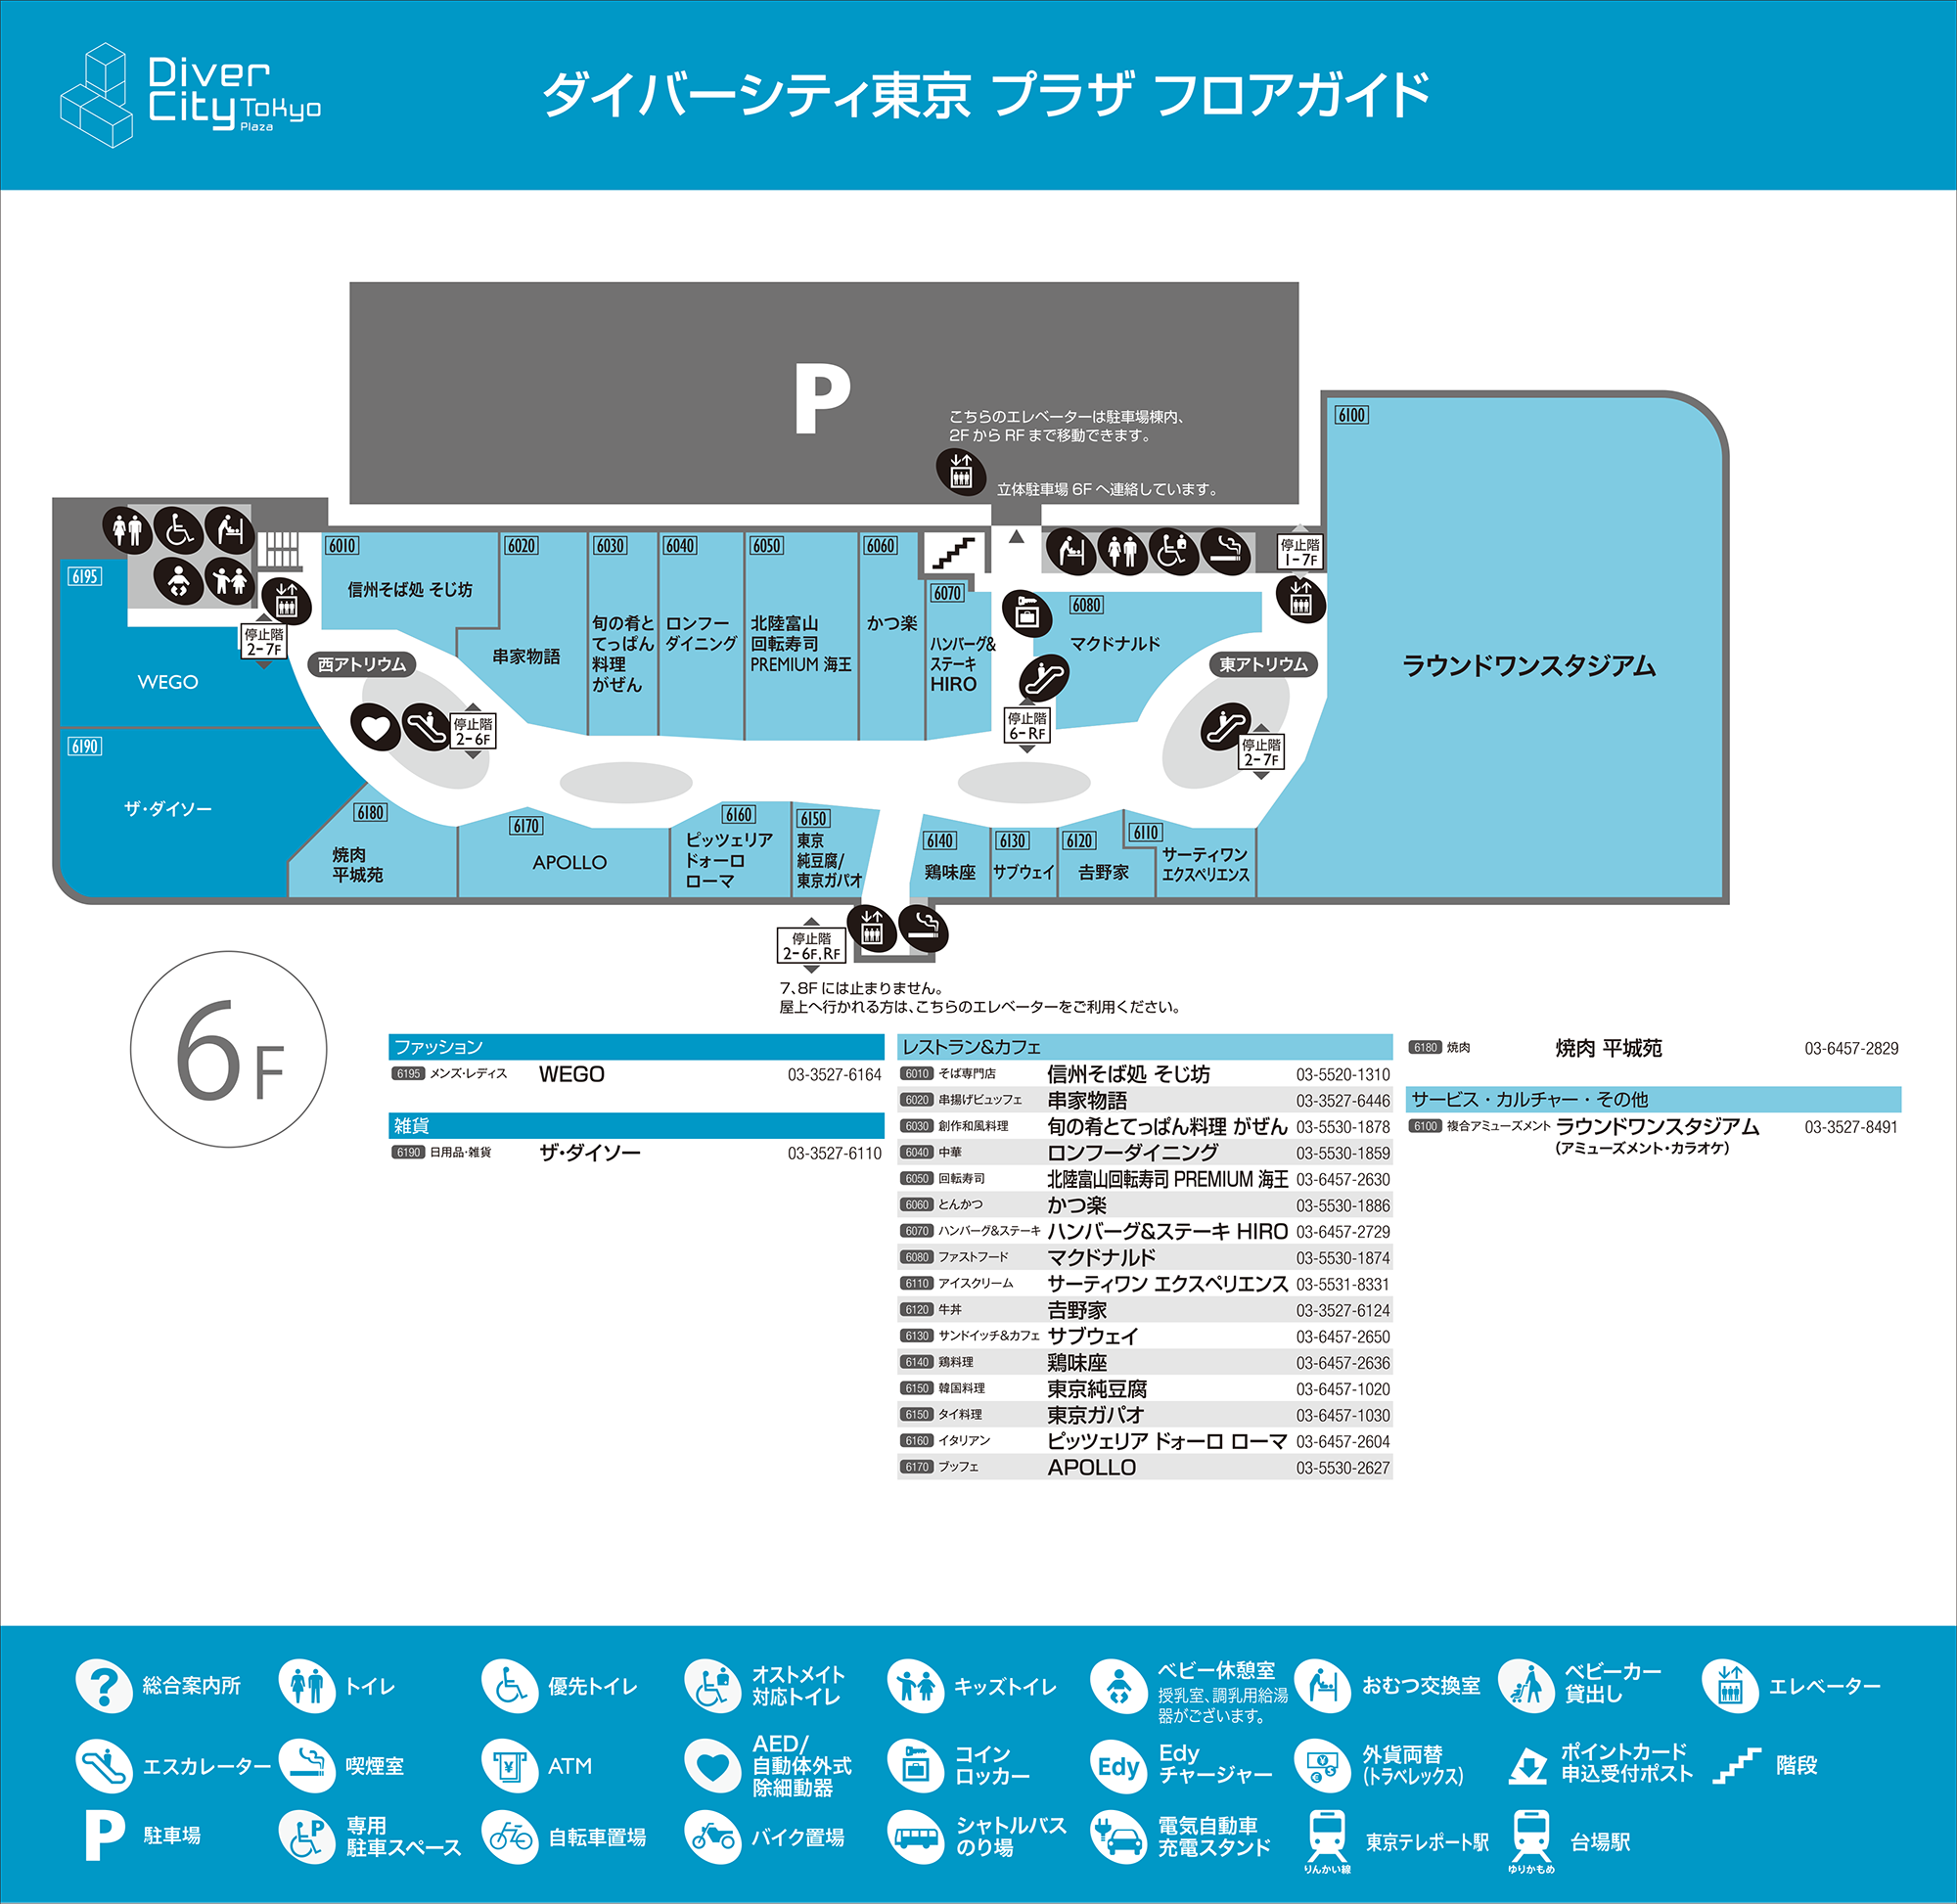 Diver
City Tokyo
Plaza
ダイバーシティ東京 プラザ フロアガイド
P
こちらのエレベーターは駐車場棟内、
2FからRFまで移動できます。
立体駐車場6Fへ連絡しています。
6100
ラウンドワンスタジアム
停止階
1-7F
6195
WEGO
停止階
2-7F
6190
ザ・ダイソー
西アトリウム
停止階
2-6F
6010
信州そば処 そじ坊
6020
串家物語
6030
旬の肴と
てっぱん
料理
がぜん
6040
ロンフー
ダイニング
6050
北陸富山
回転寿司
PREMIUM 海王
6060
かつ楽
6070
ハンバーグ&
ステーキ
HIRO
6080
マクドナルド
停止階
6-RF
東アトリウム
停止階
2-7F
6180
焼肉
平城苑
6170
APOLLO
6160
ピッツェリア
ドォーロ
ローマ
6150
東京
純豆腐/
東京ガパオ
6140
鶏味座
6130
サブウェイ
6120
吉野家
6110
サーティワン
エクスペリエンス
停止階
2-6F,RF
7、8Fには止まりません。
屋上へ行かれる方は、こちらのエレベーターをご利用ください。
6F
ファッション
6195 メンズ・レディス WEGO 03-3527-6164
雑貨
6190 日用品・雑貨 ザ・ダイソー 03-3527-6110
レストラン&カフェ
6010 そば専門店 信州そば処 そじ坊 03-5520-1310
6020 串揚げビュッフェ 串家物語 03-3527-6446
6030 創作和風料理 旬の肴とてっぱん料理 がぜん 03-5530-1878
6040 中華 ロンフーダイニング 03-5530-1859
6050 回転寿司 北陸富山回転寿司 PREMIUM 海王 03-6457-2630
6060 とんかつ かつ楽 03-5530-1886
6070 ハンバーグ&ステーキ ハンバーグ&ステーキ HIRO 03-6457-2729
6080 ファストフード マクドナルド 03-5530-1874
6110 アイスクリーム サーティワン エクスペリエンス 03-5531-8331
6120 牛丼 吉野家 03-3527-6124
6130 サンドイッチ&カフェ サブウェイ 03-6457-2650
6140 鶏料理 鶏味座 03-6457-2636
6150 韓国料理 東京純豆腐 03-6457-1020
6150 タイ料理 東京ガパオ 03-6457-1030
6160 イタリアン ピッツェリア ドォーロ ローマ 03-6457-2604
6170 ブッフェ APOLLO 03-5530-2627
6180 焼肉 焼肉 平城苑 03-6457-2829
サービス・カルチャー・その他
6100 複合アミューズメント ラウンドワンスタジアム 03-3527-8491
(アミューズメント・カラオケ)
総合案内所
トイレ
優先トイレ
オストメイト
対応トイレ
キッズトイレ
ベビー休憩室
授乳室、調乳用給湯
器がございます。
おむつ交換室
ベビーカー
貸出し
エレベーター
エスカレーター
喫煙室
ATM
AED/
自動体外式
除細動器
コイン
ロッカー
Edy
Edy
チャージャー
外貨両替
(トラベレックス)
ポイントカード
申込受付ポスト
階段
P
駐車場
P
専用
駐車スペース
自転車置場
バイク置場
シャトルバス
のり場
電気自動車
充電スタンド
りんかい線
東京テレポート駅
ゆりかもめ
台場駅